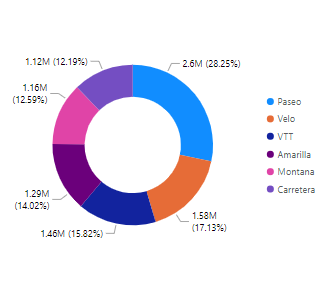 1.12M (12.19%)
2.6M (28.25%)
1.16M
(12.59%)
1.29M
(14.02%)
1.46M (15.82%)
1.58M
(17.13%)
Paseo
Velo
VTT
Amarilla
Montana
Carretera